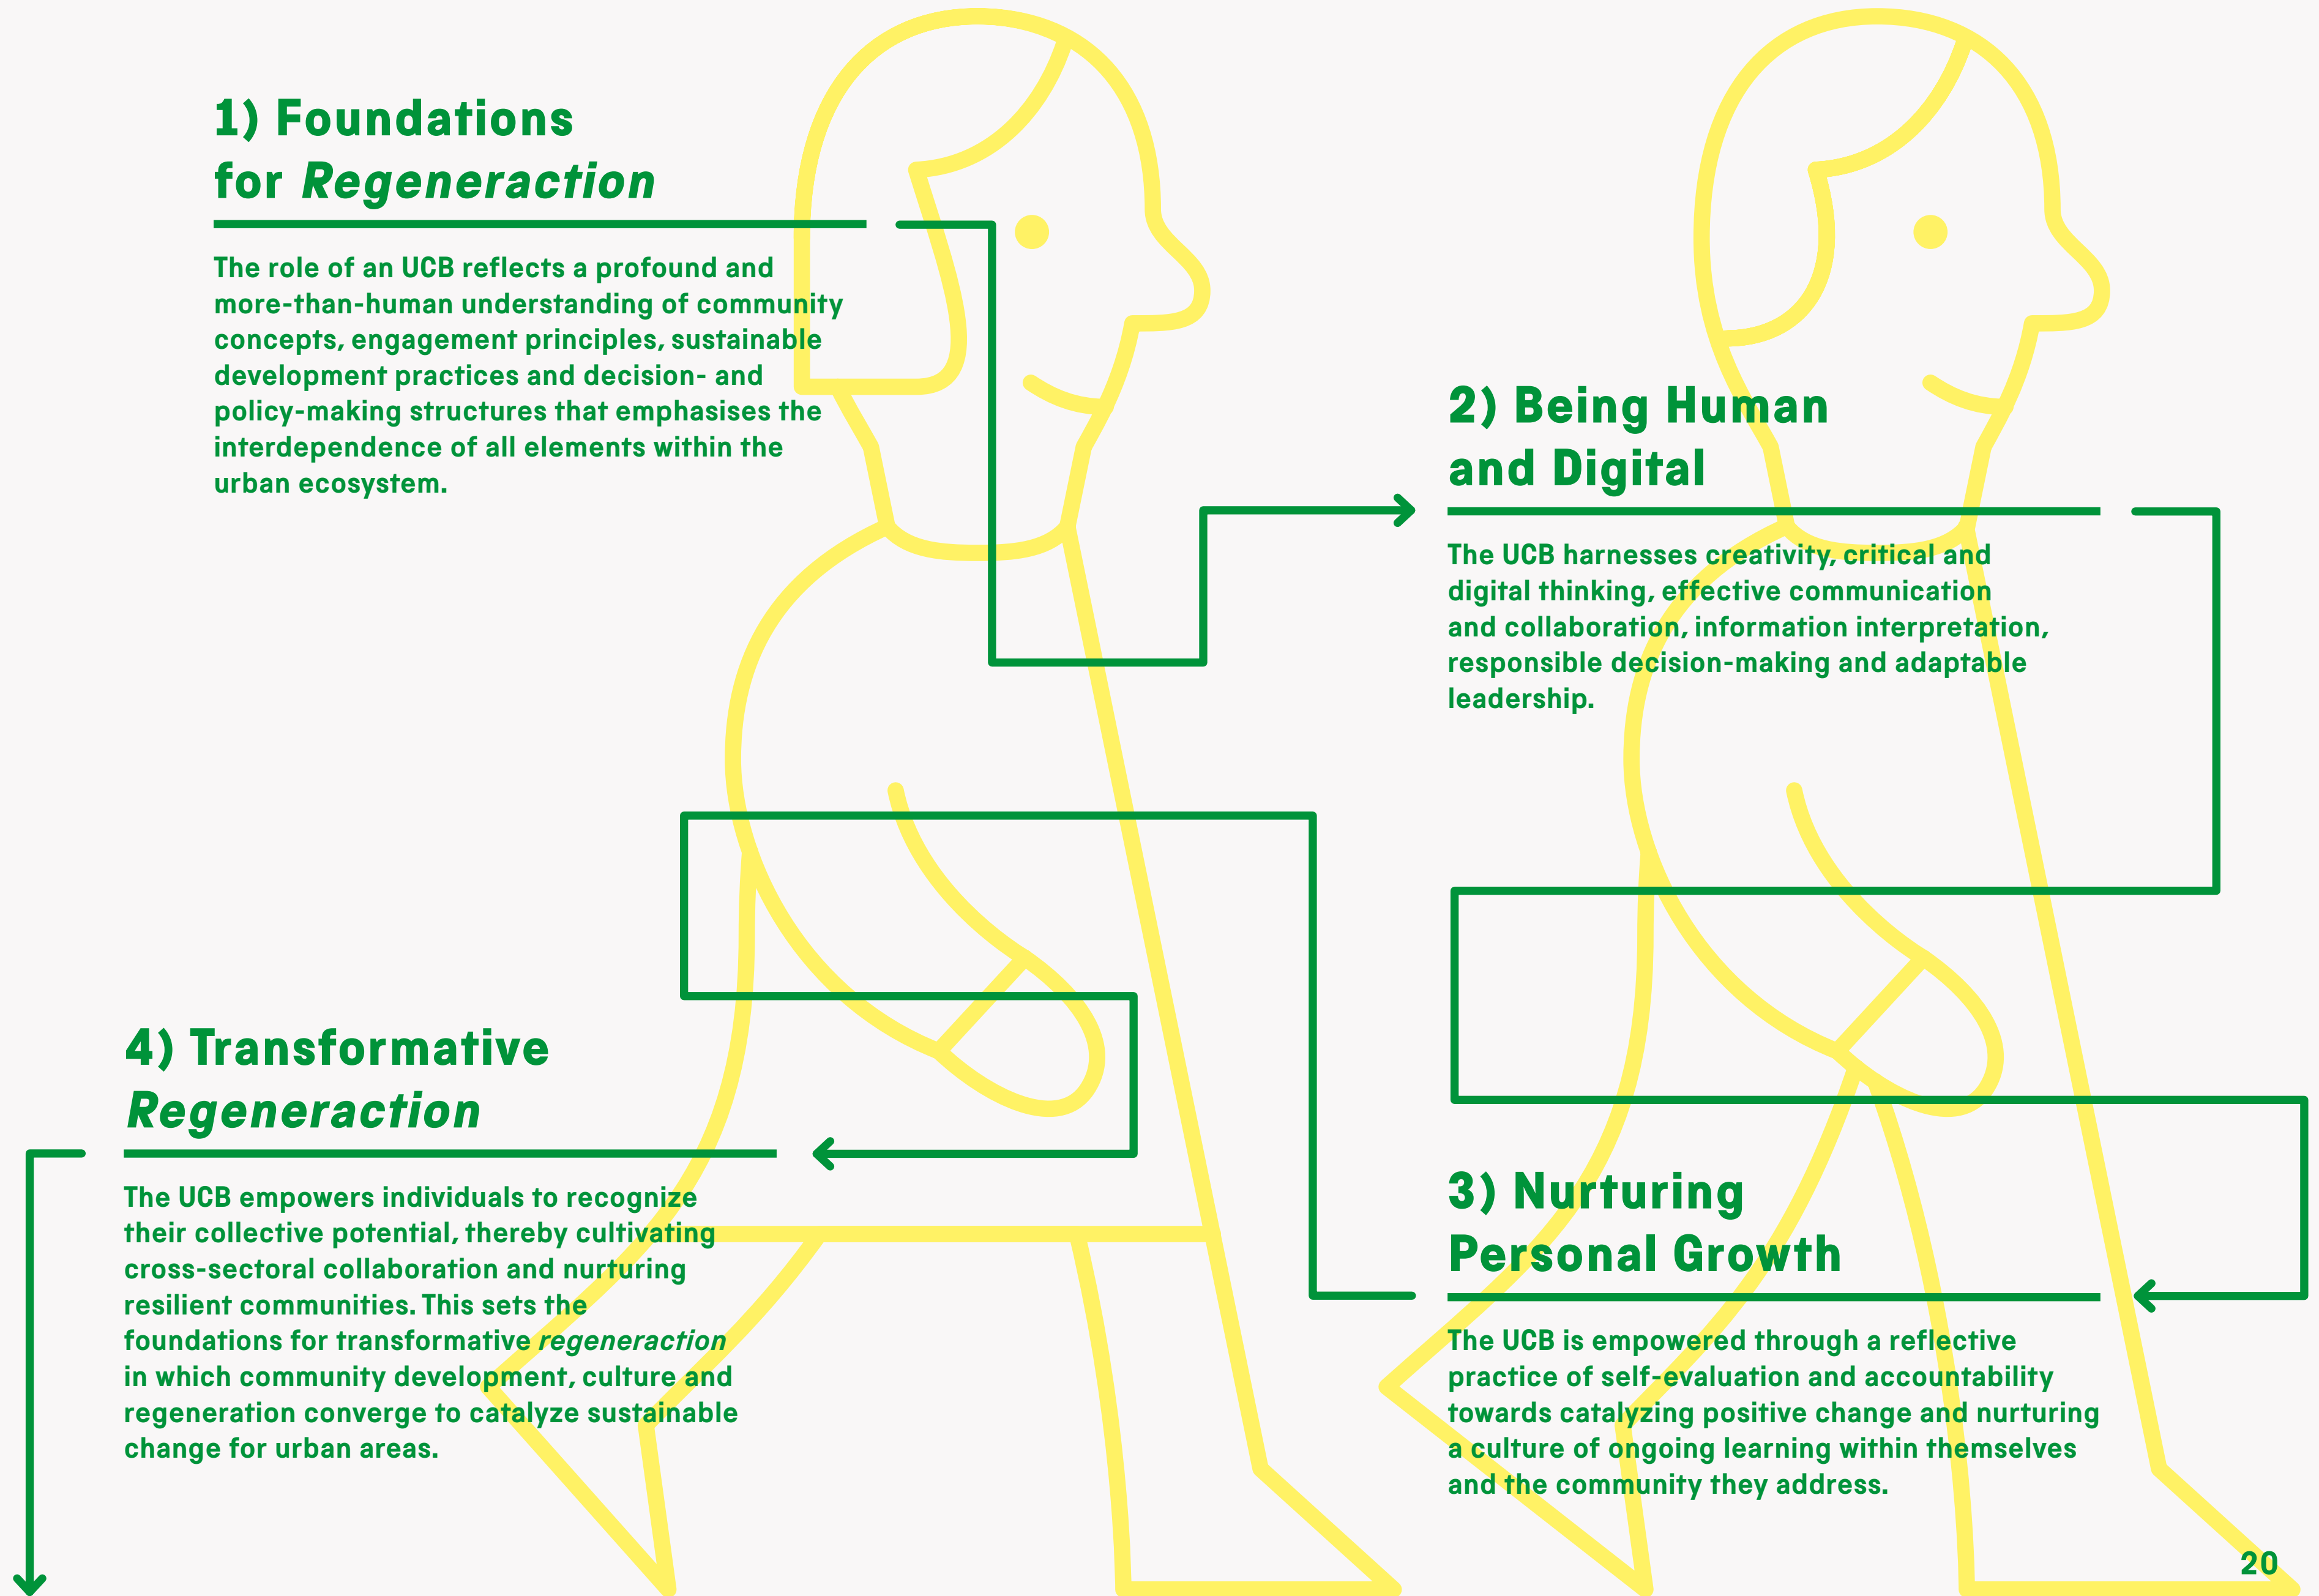 1) Foundations
for Regeneraction
The role of an UCB reflects a profound and
more-than-human understanding of community
concepts, engagement principles, sustainable
development practices and decision- and
policy-making structures that emphasises the
interdependence of all elements within the
urban ecosystem.
2) Being Human
and Digital
The UCB harnesses creativity, critical and
digital thinking, effective communication
and collaboration, information interpretation,
responsible decision-making and adaptable
leadership.
3) Nurturing
Personal Growth
The UCB is empowered through a reflective
practice of self-evaluation and accountability
towards catalyzing positive change and nurturing
a culture of ongoing learning within themselves
and the community they address.
4) Transformative
Regeneraction
The UCB empowers individuals to recognize
their collective potential, thereby cultivating
cross-sectoral collaboration and nurturing
resilient communities. This sets the
foundations for transformative regeneraction
in which community development, culture and
regeneration converge to catalyze sustainable
change for urban areas.
20